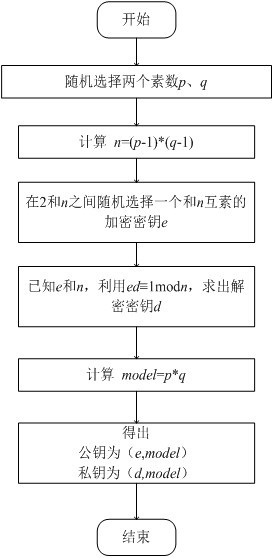 开始
随机选择两个素数p、q
计算 n=(p-1)*(q-1)
在2和n之间随机选择一个和n互素的
加密密钥e
已知e和n，利用ed≡1modn，求出解
密密钥d
计算 model=p*q
得出
公钥为（e,model）
私钥为（d,model）
结束